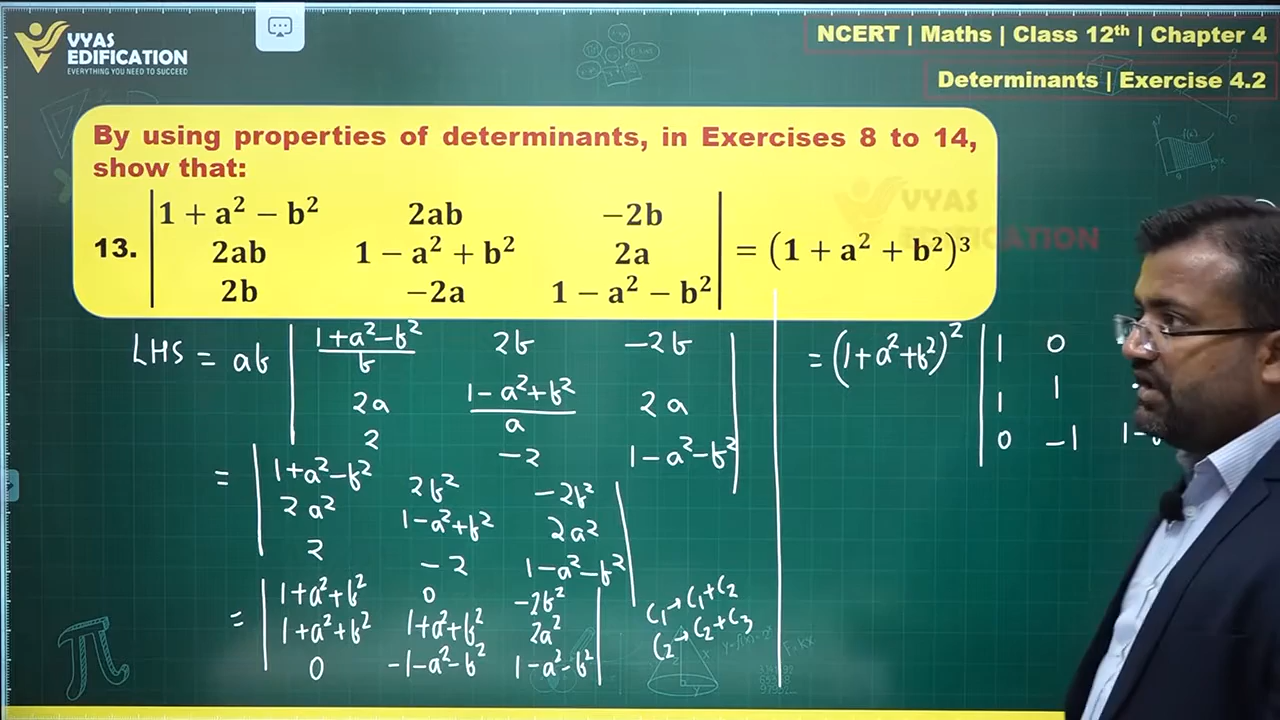 VYAS
EDIFICATION
EVERYTHING YOU NEED TO SUCCEED
NCERT | Maths | Class 12th | Chapter 4
Determinants | Exercise 4.2
By using properties of determinants, in Exercises 8 to 14,
show that:
13. | 1 + a² − b² 2ab −2b |
| 2ab 1 − a² + b² 2a | = (1 + a² + b²)³
| 2b −2a 1 − a² − b² |
LHS = ab | (1+a²−b²)/b 2b −2b |
| 2a (1−a²+b²)/a 2a |
| 2 −2 1−a²−b² |
= | 1+a²−b² 2b² −2b² |
| 2a² 1−a²+b² 2a² |
| 2 −2 1−a²−b² |
= | 1+a²+b² 0 −2b² |
| 1+a²+b² 1+a²+b² 2a² |
| 0 −1−a²−b² 1−a²−b² |
C₁→C₁+C₂
C₂→C₂+C₃
= (1+a²+b²)² | 1 0
| 1 1
| 0 −1 1−